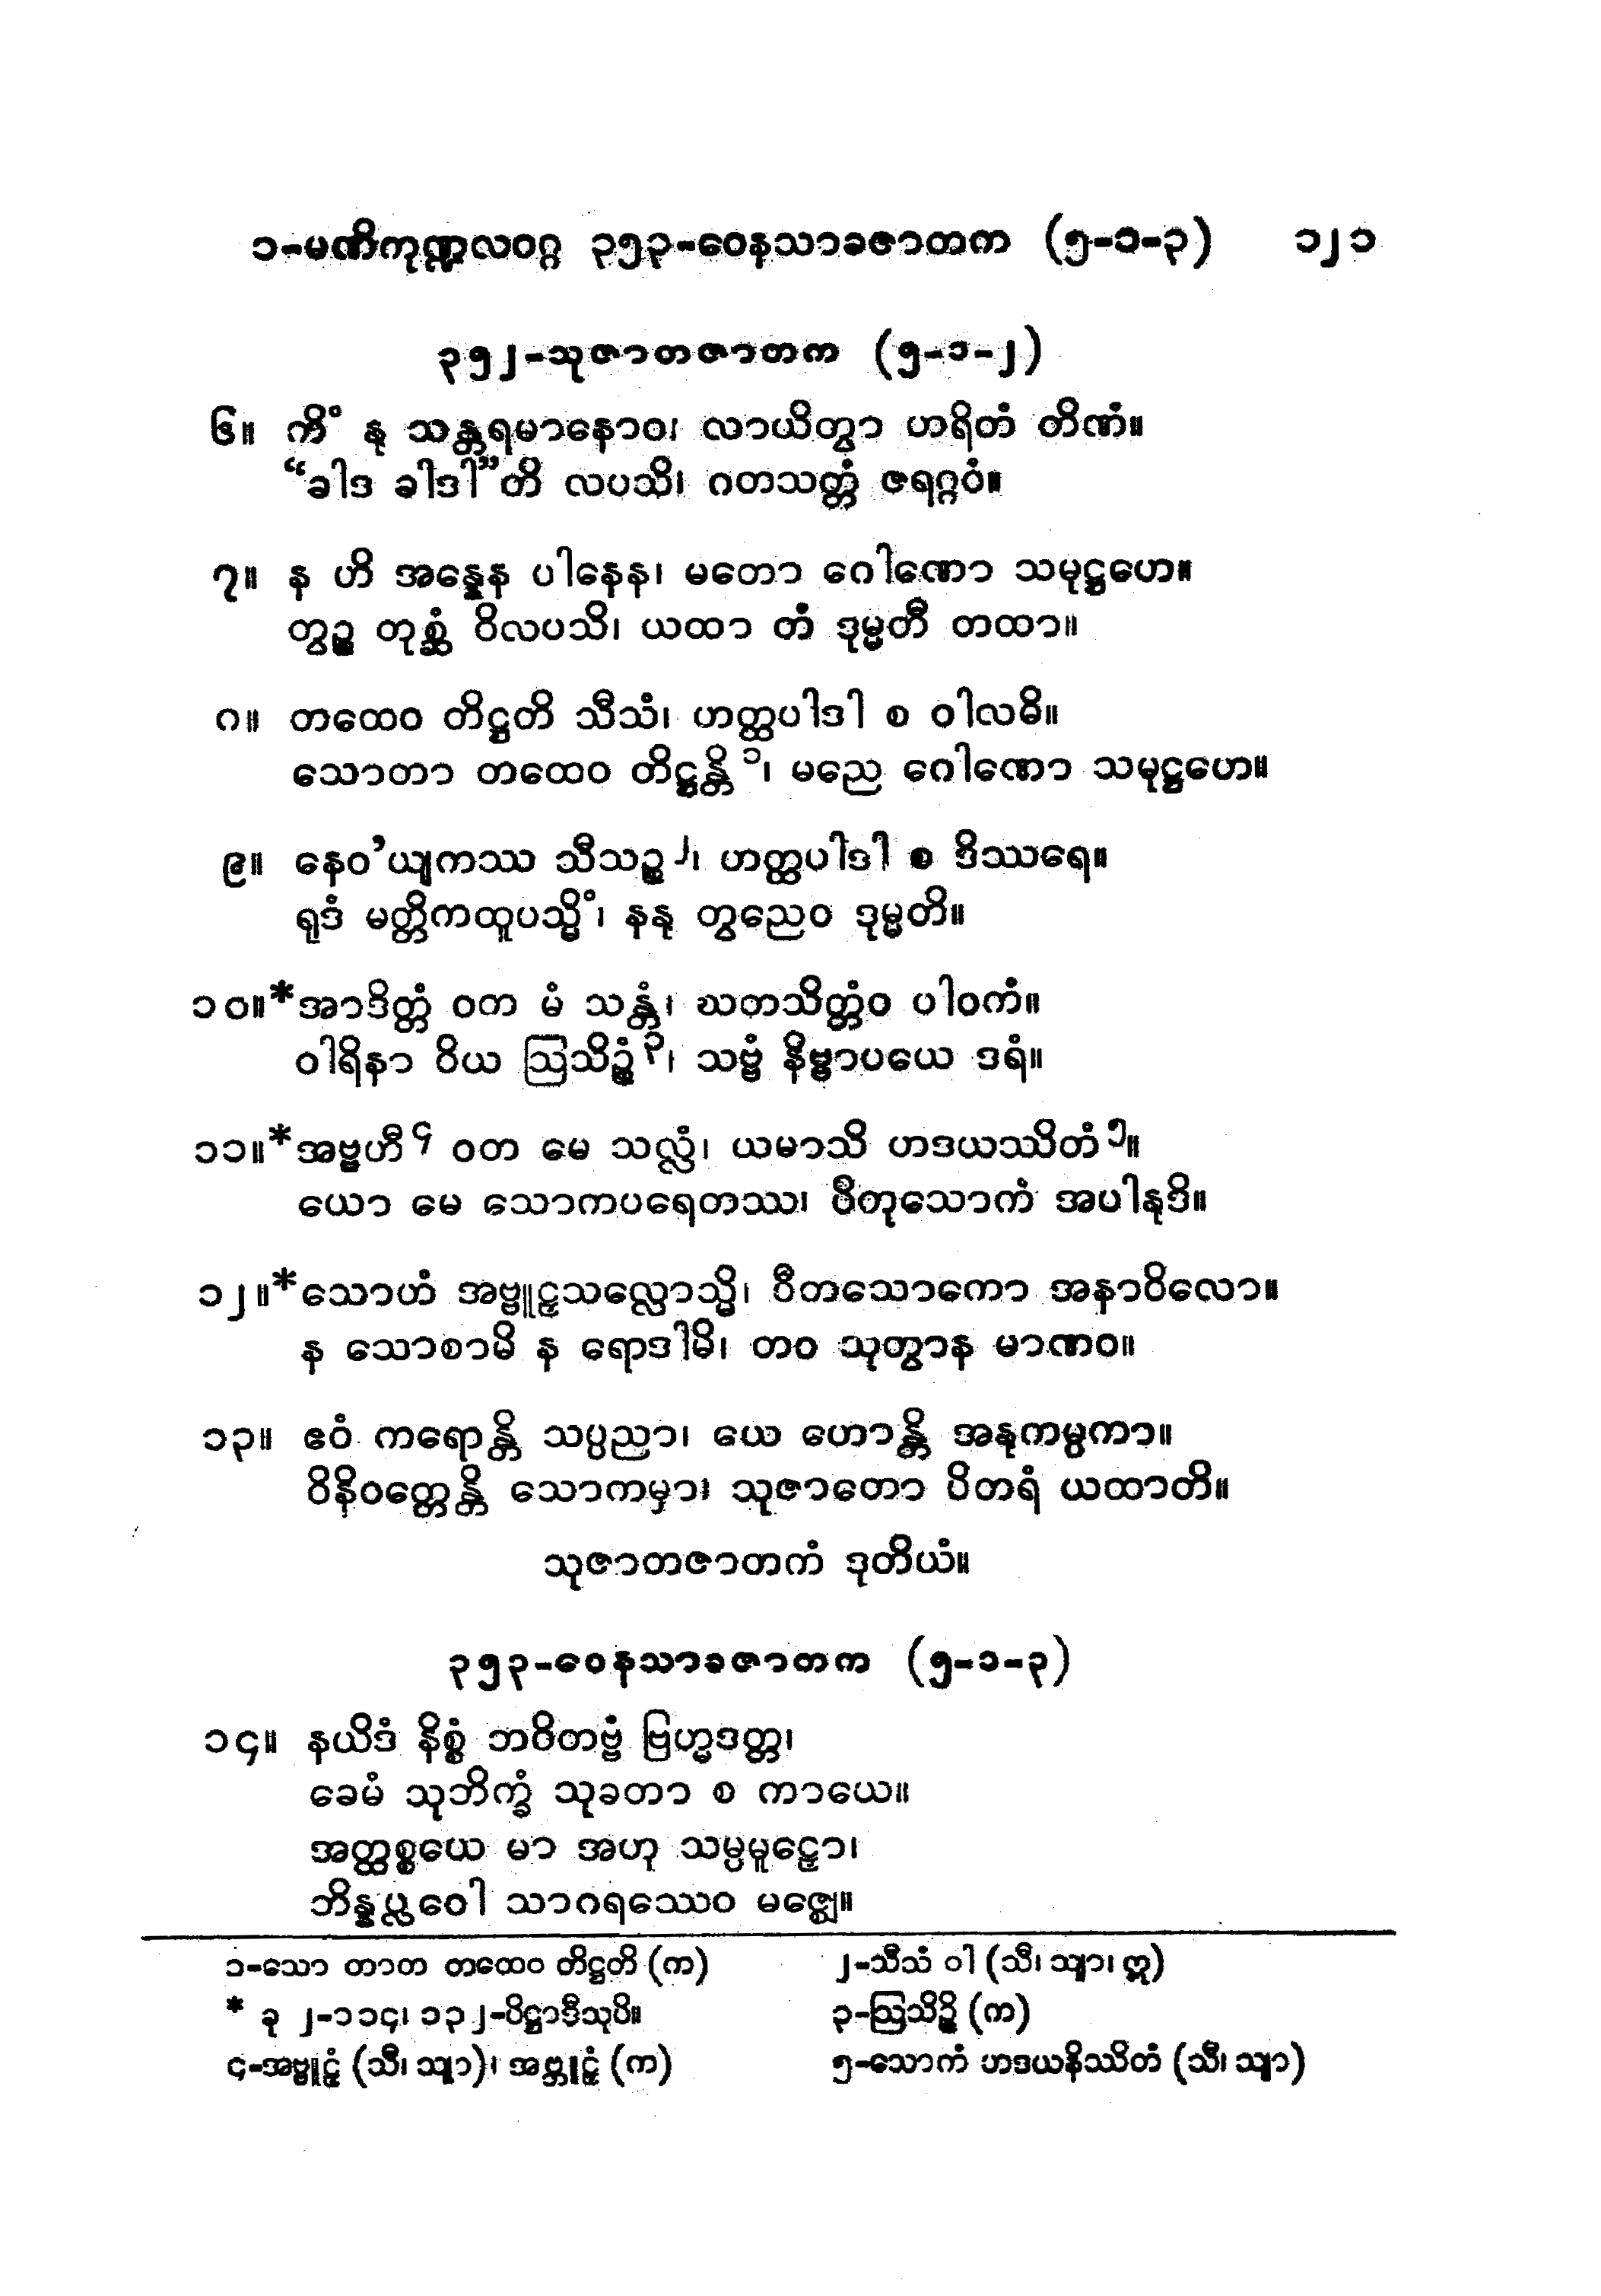 ၁-မဏိကုဏ္ဍလဝဂ္ဂ ၃၅၃-ဝေနသာခဇာတက (၅-၁-၃) ၁၂၁
၃၅၂-သုဇာတဇာတက (၅-၁-၂)
၆။ ကိံ နု သန္တရမာနောဝ၊ လာယိတွာ ဟရိတံ တိဏံ။
“ခါဒ ခါဒါ”တိ လပသိ၊ ဂတသတ္တံ ဇရဂ္ဂဝံ။
၇။ န ဟိ အန္နေန ပါနေန၊ မတော ဂေါဏော သမုဋ္ဌဟေ။
တွဉ္စ တုစ္ဆံ ဝိလပသိ၊ ယထာ တံ ဒုမ္မတီ တထာ။
၈။ တထေဝ တိဋ္ဌတိ သီသံ၊ ဟတ္ထပါဒါ စ ဝါလဓိ။
သောတာ တထေဝ တိဋ္ဌန္တိ ၁၊ မညေ ဂေါဏော သမုဋ္ဌဟေ။
၉။ နေဝ’ယျကဿ သီသဉ္စ ၂၊ ဟတ္ထပါဒါ စ ဒိဿရေ။
ရုဒံ မတ္တိကထူပသ္မိံ၊ နနု တွညေဝ ဒုမ္မတိ။
၁၀။*အာဒိတ္တံ ဝက မံ သန္တံ၊ ဃတသိတ္တံဝ ပါဝကံ။
ဝါရိနာ ဝိယ ဩသိဉ္စံ ၃၊ သဗ္ဗံ နိဗ္ဗာပယေ ဒရံ။
၁၁။*အဗ္ဗဟီ ၄ ဝတ မေ သလ္လံ၊ ယမာသိ ဟဒယဿိတံ ၅။
ယော မေ သောကပရေတဿ၊ ပိတုသောကံ အပါနုဒိ။
၁၂။*သောဟံ အဗ္ဗူဠှသလ္လောသ္မိ၊ ဝီတသောကော အနာဝိလော။
န သောစာမိ န ရောဒါမိ၊ တဝ သုတွာန မာဏဝ။
၁၃။ ဧဝံ ကရောန္တိ သပ္ပညာ၊ ယေ ဟောန္တိ အနုကမ္ပကာ။
ဝိနိဝတ္တေန္တိ သောကမှာ၊ သုဇာတော ပိတရံ ယထာတိ။
သုဇာတဇာတကံ ဒုတိယံ။
၃၅၃-ဝေနသာခဇာတက (၅-၁-၃)
၁၄။ နယိဒံ နိစ္စံ ဘဝိတဗ္ဗံ ဗြဟ္မဒတ္တ၊
ခေမံ သုဘိက္ခံ သုခတာ စ ကာယေ။
အတ္ထစ္စယေ မာ အဟု သမ္ပမူဠှော၊
ဘိန္နပ္လဝေါ သာဂရဿေဝ မဇ္ဈေ။
၁-သော တာတ တထေဝ တိဋ္ဌတိ (က) ၂-သီသံ ဝါ (သီ၊ သျာ၊ ဣ)
* ခု ၂-၁၁၄၊ ၁၃၂-ပိဋ္ဌာဒီသုပိ။ ၃-ဩသိဉ္စိ (က)
၄-အဗ္ဗူဠှံ (သီ၊ သျာ)၊ အဗ္ဘုဠှံ (က) ၅-သောကံ ဟဒယနိဿိတံ (သီ၊ သျာ)